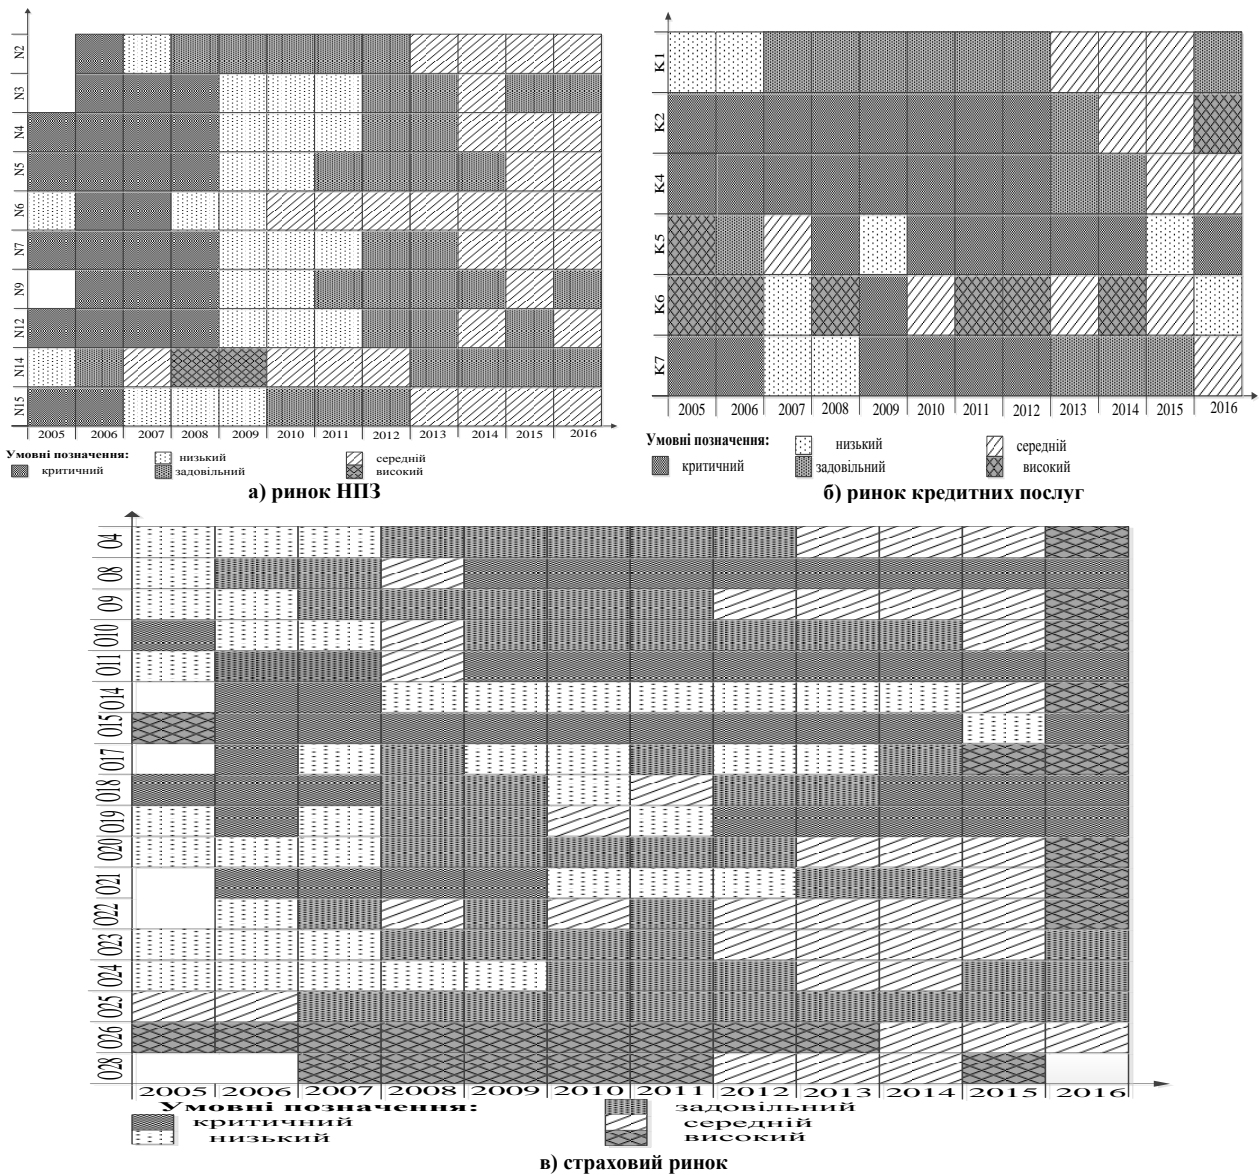 N2
N3
N4
N5
N6
N7
N9
N12
N14
N15
2005 2006 2007 2008 2009 2010 2011 2012 2013 2014 2015 2016
Умовні позначення:
низький
середній
критичний
задовільний
високий
а) ринок НПЗ
K1
K2
K4
K5
K6
K7
2005 2006 2007 2008 2009 2010 2011 2012 2013 2014 2015 2016
Умовні позначення:
низький
середній
критичний
задовільний
високий
б) ринок кредитних послуг
O4
O8
O9
O10
O11
O14
O15
O17
O18
O19
O20
O21
O22
O23
O24
O25
O26
O28
2005 2006 2007 2008 2009 2010 2011 2012 2013 2014 2015 2016
Умовні позначення:
задовільний
критичний
середній
низький
високий
в) страховий ринок